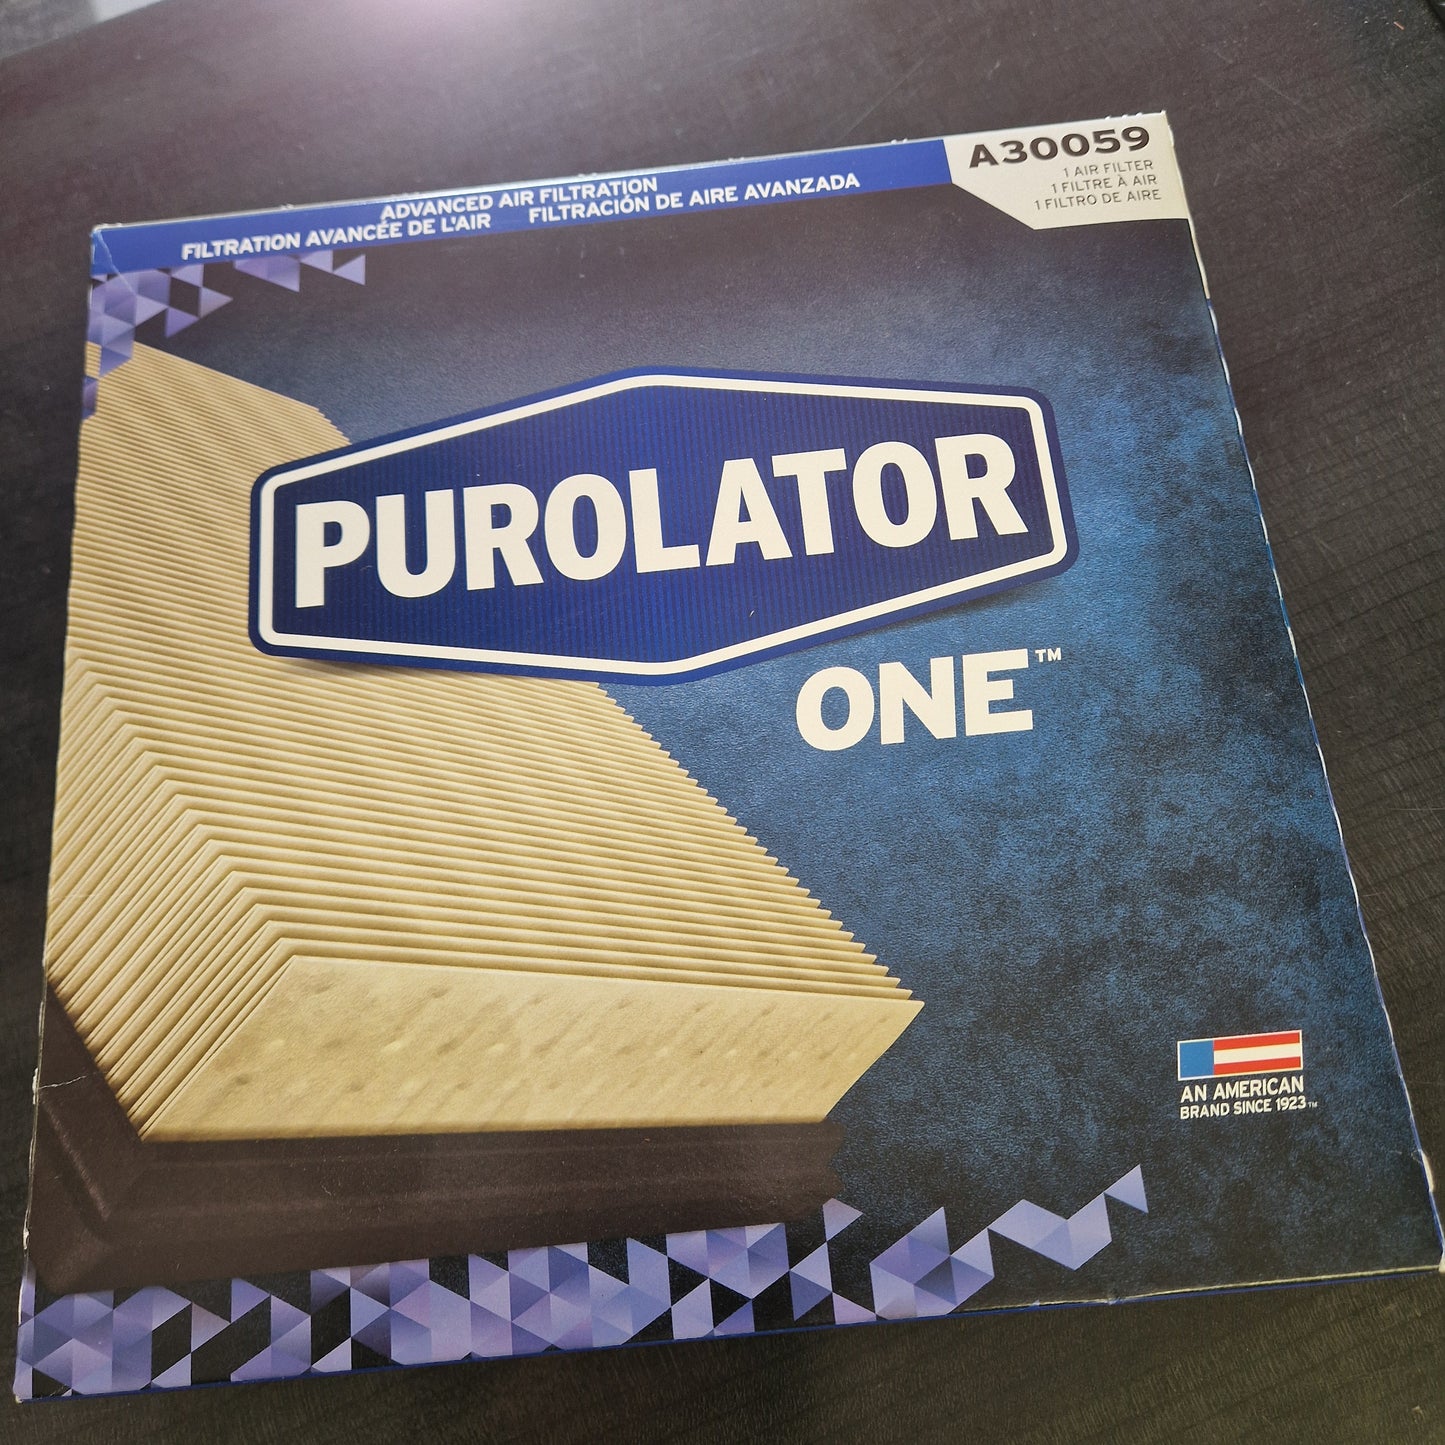 A30059
1 AIR FILTER
1 FILTRE À AIR
1 FILTRO DE AIRE
ADVANCED AIR FILTRATION
FILTRATION AVANCÉE DE L'AIR FILTRACIÓN DE AIRE AVANZADA
PUROLATOR
ONE™
AN AMERICAN
BRAND SINCE 1923™